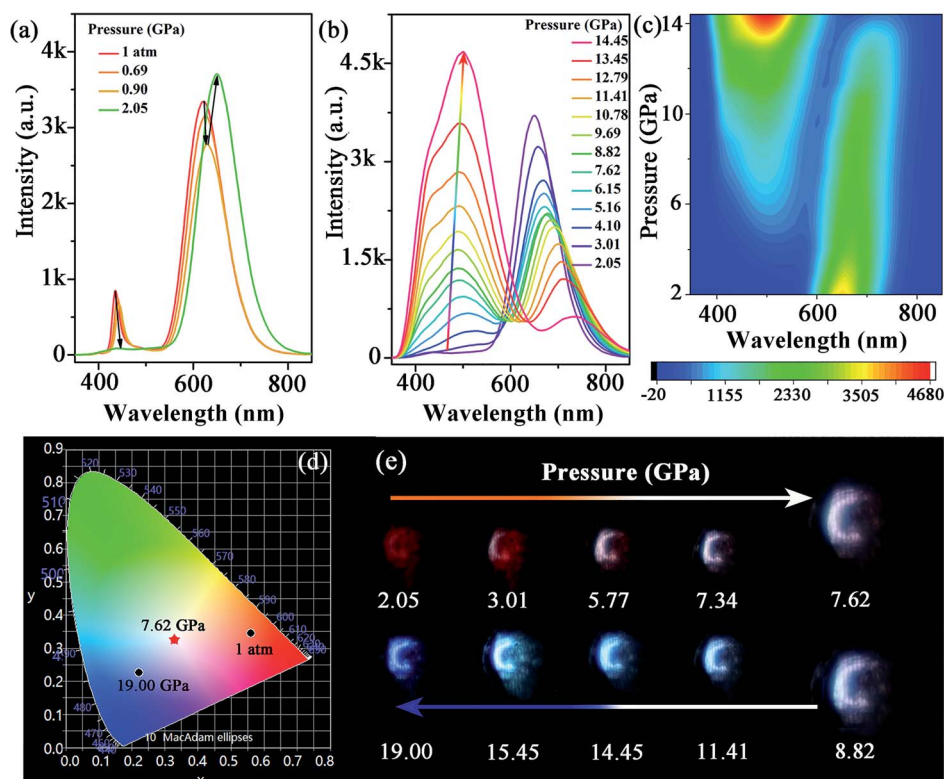 (a)
Pressure (GPa)
1 atm
0.69
0.90
2.05
4k
3k
2k
1k
0
Intensity (a.u.)
400 600 800
Wavelength (nm)
(b)
Pressure (GPa)
14.45
13.45
12.79
11.41
10.78
9.69
8.82
7.62
6.15
5.16
4.10
3.01
2.05
4.5k
3k
1.5k
0
Intensity (a.u.)
400 600 800
Wavelength (nm)
(c)
14
10
6
2
Pressure (GPa)
400 600 800
Wavelength (nm)
-20 1155 2330 3505 4680
(d)
0.9
0.8
0.7
0.6
0.5
0.4
0.3
0.2
0.1
0.0
y
520
530
540
550
560
570
580
590
600
610
620
510
500
490
480
470
460
7.62 GPa
1 atm
19.00 GPa
10 MacAdam ellipses
0.0 0.1 0.2 0.3 0.4 0.5 0.6 0.7 0.8
x
(e)
Pressure (GPa)
2.05 3.01 5.77 7.34 7.62
19.00 15.45 14.45 11.41 8.82